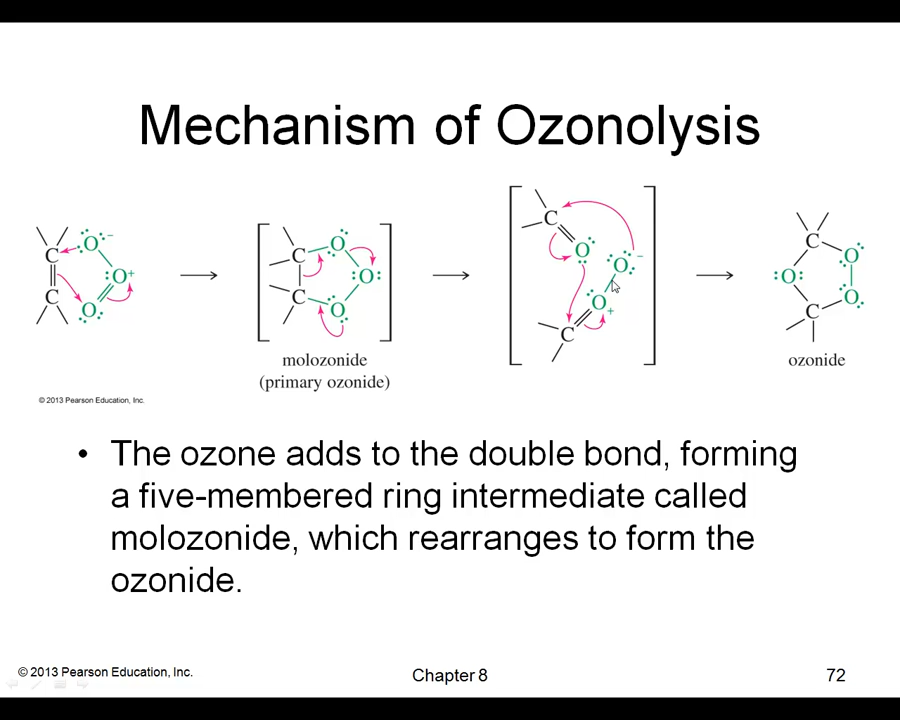 Mechanism of Ozonolysis
C C O − O + O
C C O O O
C O O − O + C
C O O O C
molozonide
(primary ozonide)
ozonide
© 2013 Pearson Education, Inc.
• The ozone adds to the double bond, forming
a five-membered ring intermediate called
molozonide, which rearranges to form the
ozonide.
© 2013 Pearson Education, Inc.
Chapter 8
72